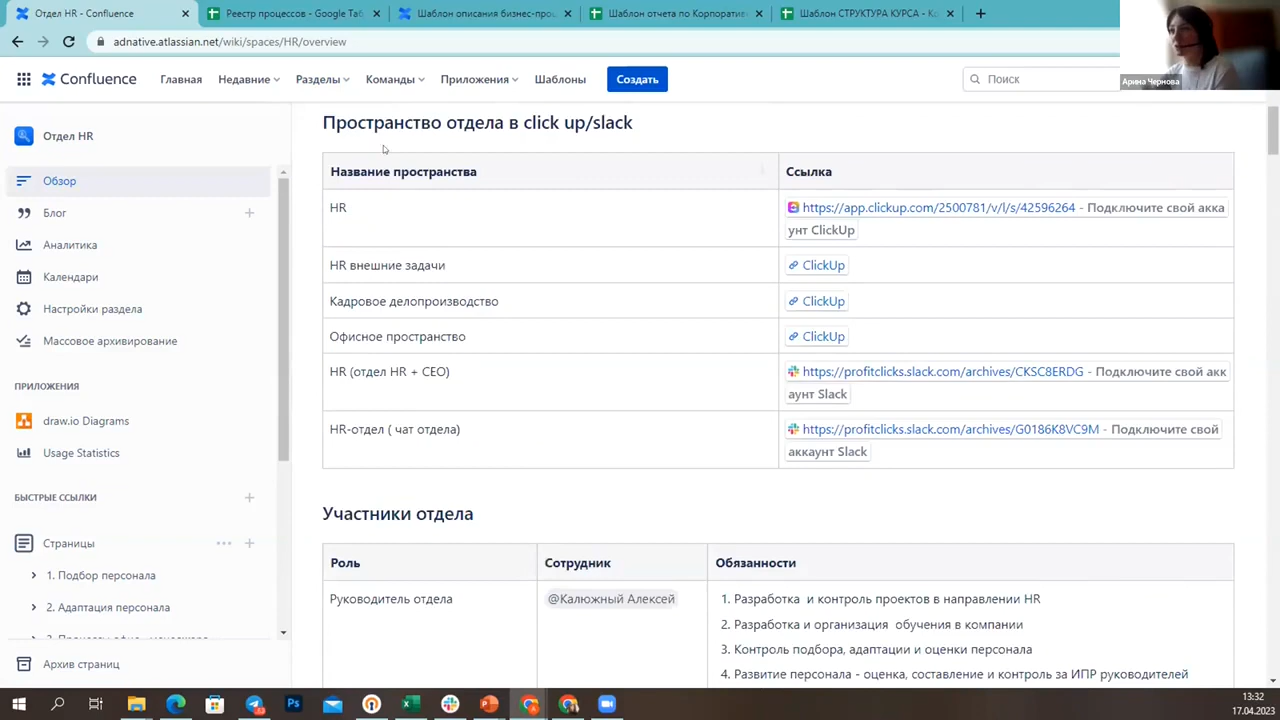 Отдел HR - Confluence
Реестр процессов - Google Таб
Шаблон описания бизнес-проц
Шаблон отчета по Корпоратив
Шаблон СТРУКТУРА КУРСА - Ко
adnative.atlassian.net/wiki/spaces/HR/overview
Арина Чернова
Confluence
Главная
Недавние
Разделы
Команды
Приложения
Шаблоны
Создать
Поиск
Отдел HR
Обзор
Блог
Аналитика
Календари
Настройки раздела
Массовое архивирование
ПРИЛОЖЕНИЯ
draw.io Diagrams
Usage Statistics
БЫСТРЫЕ ССЫЛКИ
Страницы
1. Подбор персонала
2. Адаптация персонала
Архив страниц
Пространство отдела в click up/slack
Название пространства
Ссылка
HR
https://app.clickup.com/2500781/v/l/s/42596264 - Подключите свой акка
унт ClickUp
HR внешние задачи
ClickUp
Кадровое делопроизводство
ClickUp
Офисное пространство
ClickUp
HR (отдел HR + CEO)
https://profitclicks.slack.com/archives/CKSC8ERDG - Подключите свой акк
аунт Slack
HR-отдел ( чат отдела)
https://profitclicks.slack.com/archives/G0186K8VC9M - Подключите свой
аккаунт Slack
Участники отдела
Роль
Сотрудник
Обязанности
Руководитель отдела
@Калюжный Алексей
1. Разработка и контроль проектов в направлении HR
2. Разработка и организация обучения в компании
3. Контроль подбора, адаптации и оценки персонала
4. Развитие персонала - оценка, составление и контроль за ИПР руководителей
13:32
17.04.2023